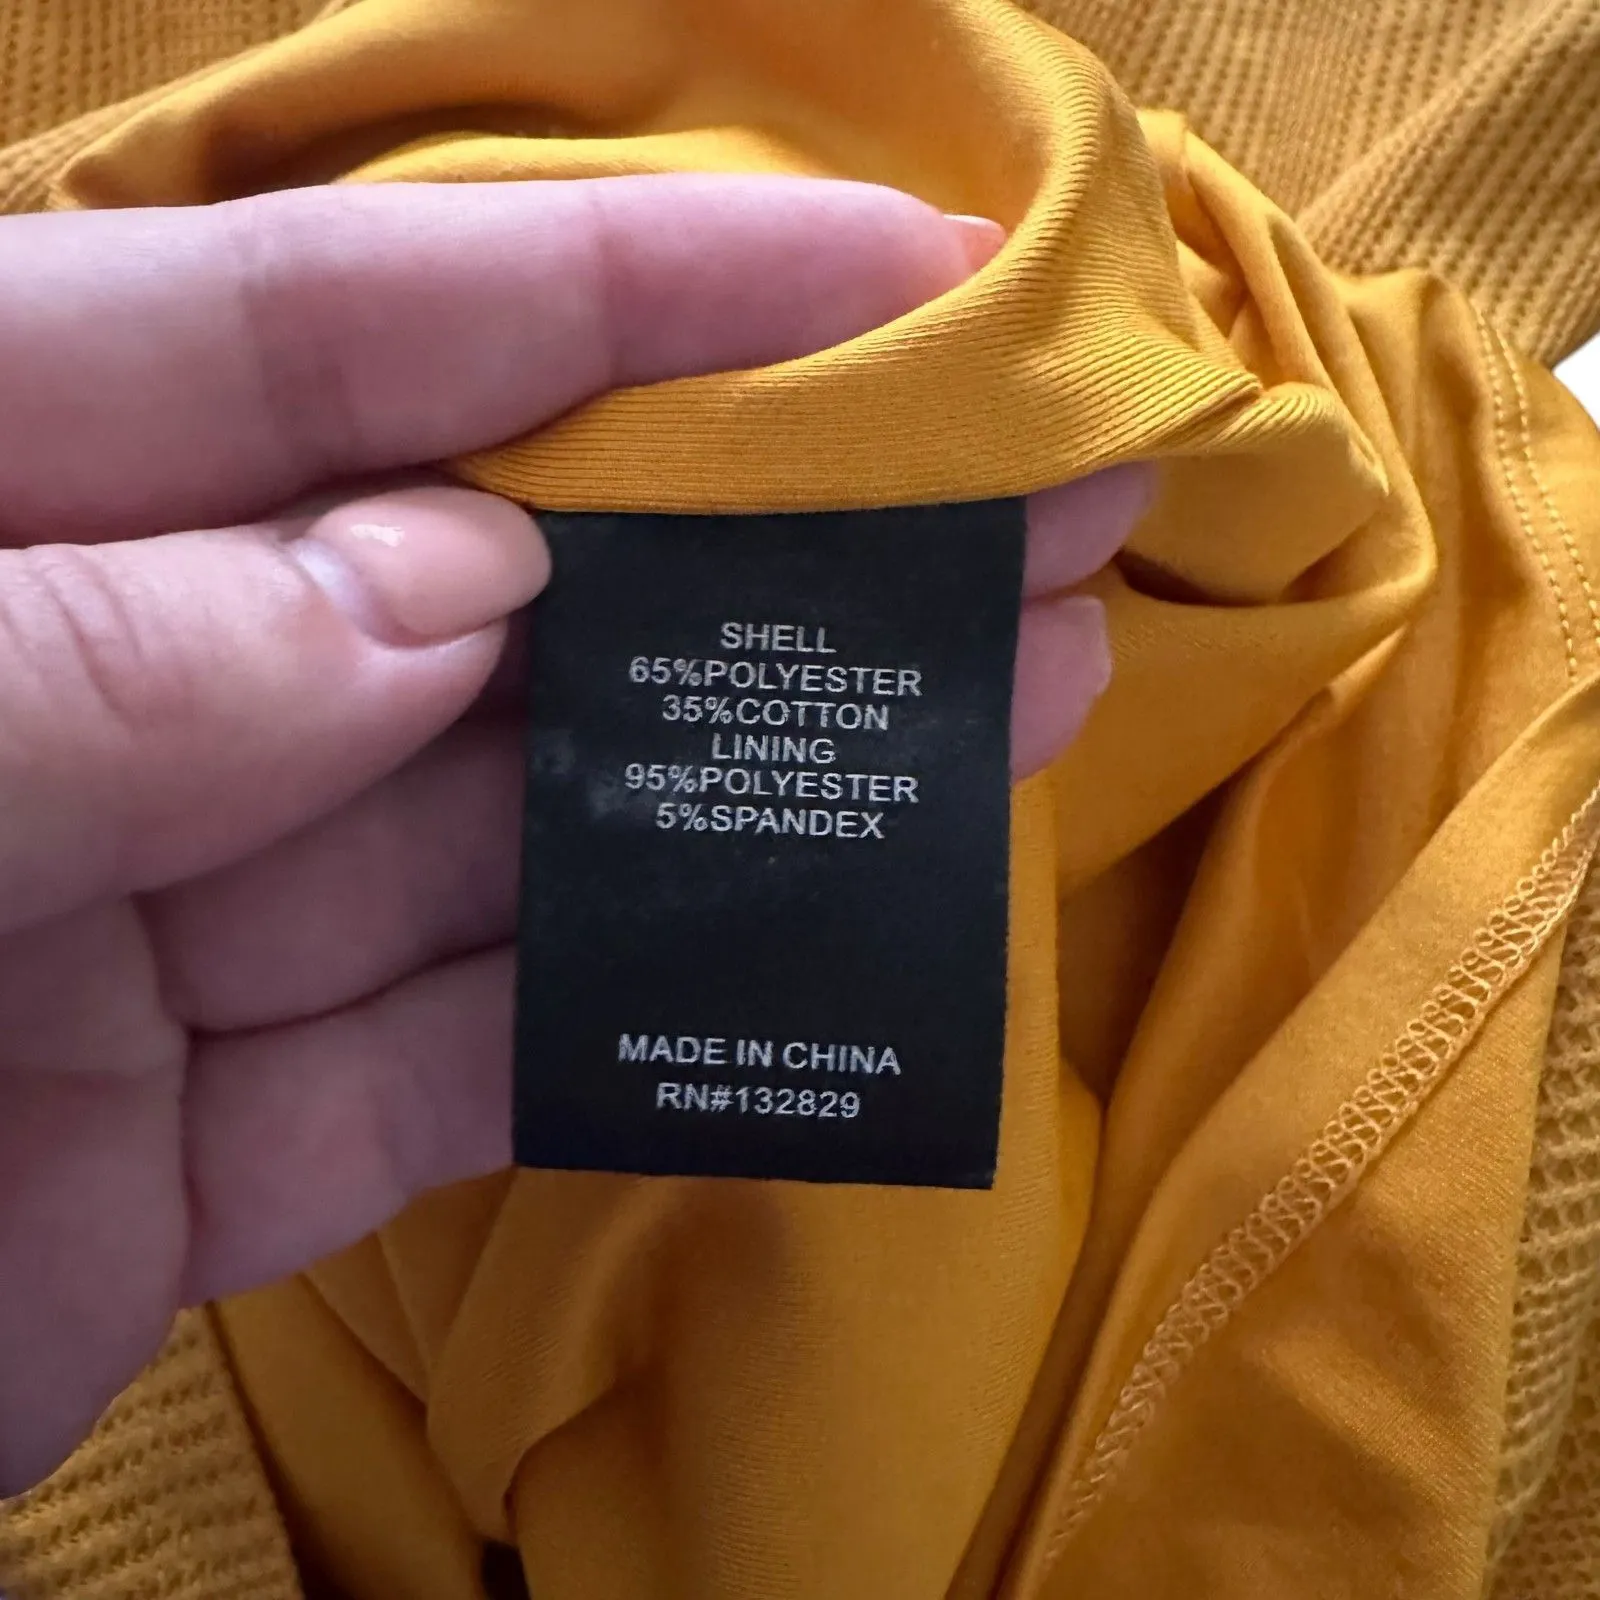 SHELL
65%POLYESTER
35%COTTON
LINING
95%POLYESTER
5%SPANDEX
MADE IN CHINA
RN#132829